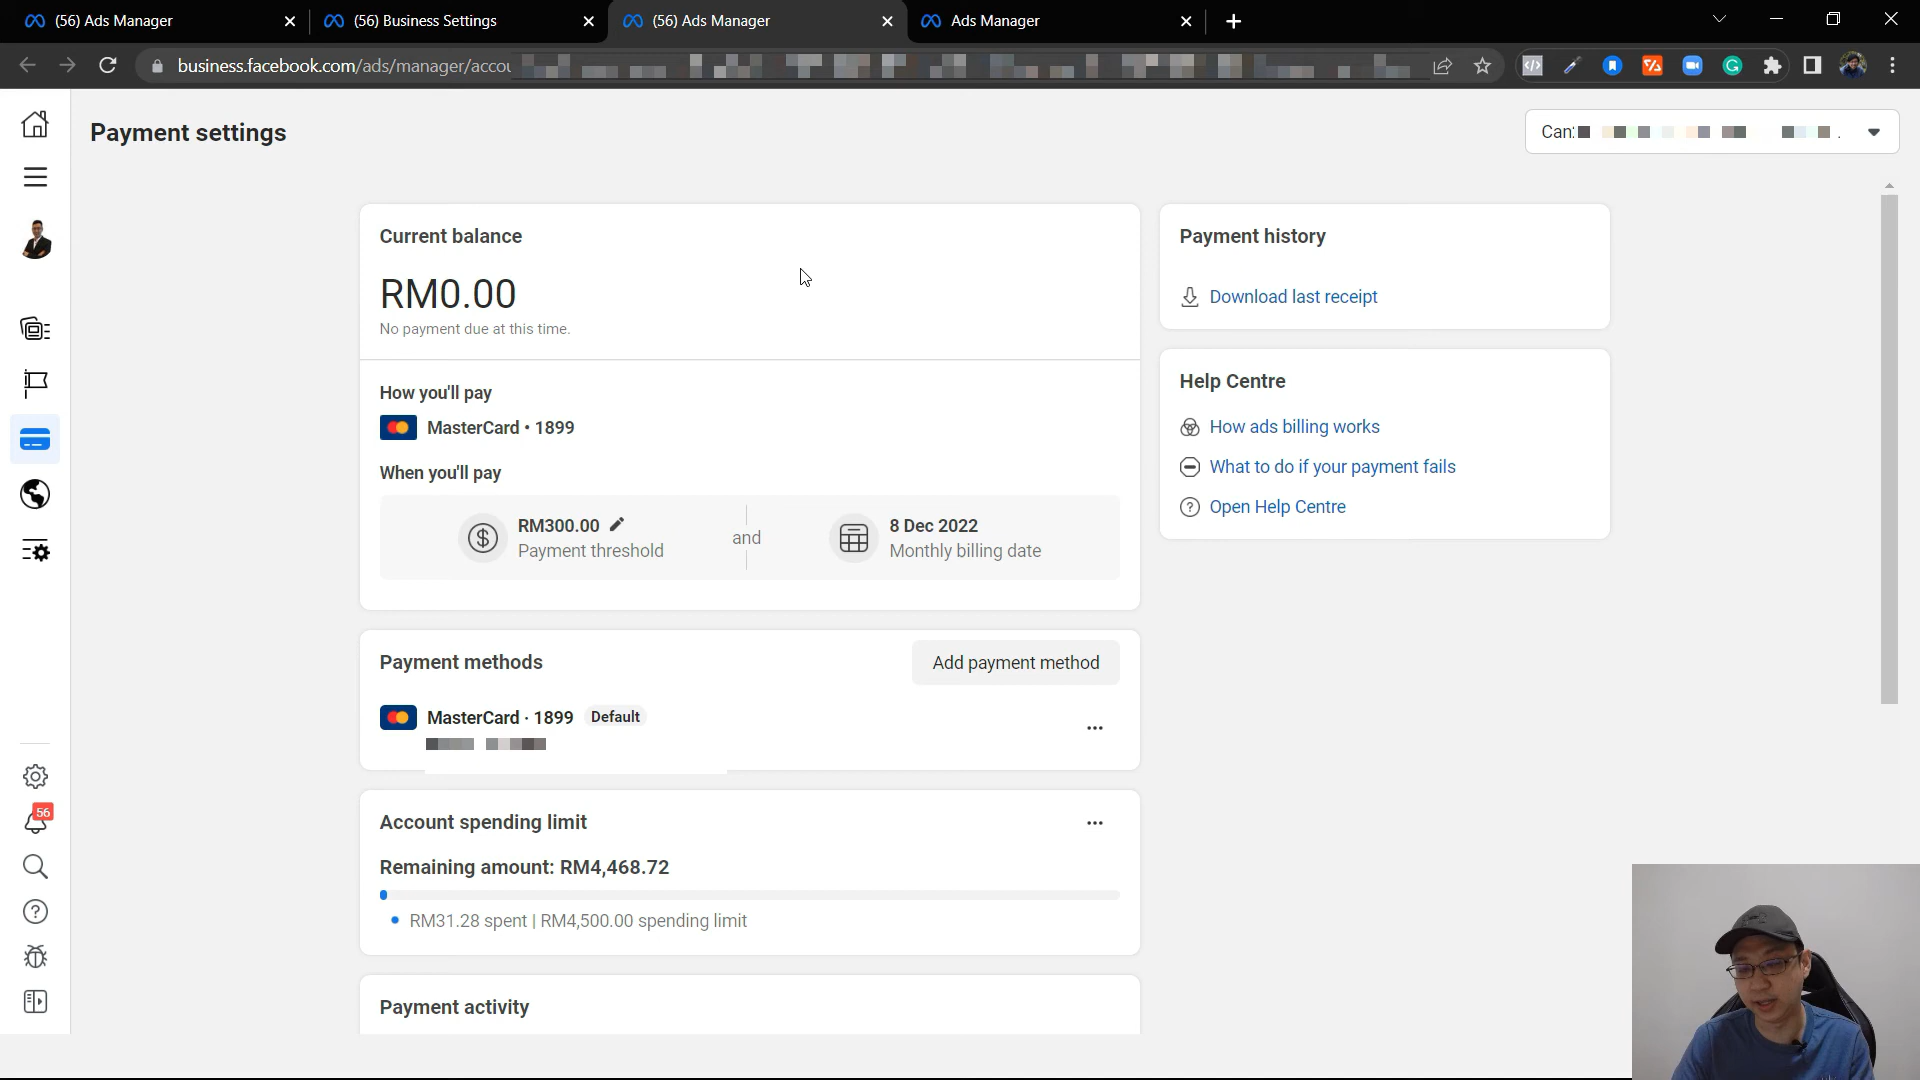 (56) Ads Manager
(56) Business Settings
(56) Ads Manager
Ads Manager
business.facebook.com/ads/manager/accou
Payment settings
Can
Current balance
RM0.00
No payment due at this time.
How you'll pay
MasterCard • 1899
When you'll pay
RM300.00
Payment threshold
and
8 Dec 2022
Monthly billing date
Payment methods
Add payment method
MasterCard · 1899 Default
Account spending limit
Remaining amount: RM4,468.72
RM31.28 spent | RM4,500.00 spending limit
Payment activity
Payment history
Download last receipt
Help Centre
How ads billing works
What to do if your payment fails
Open Help Centre
56